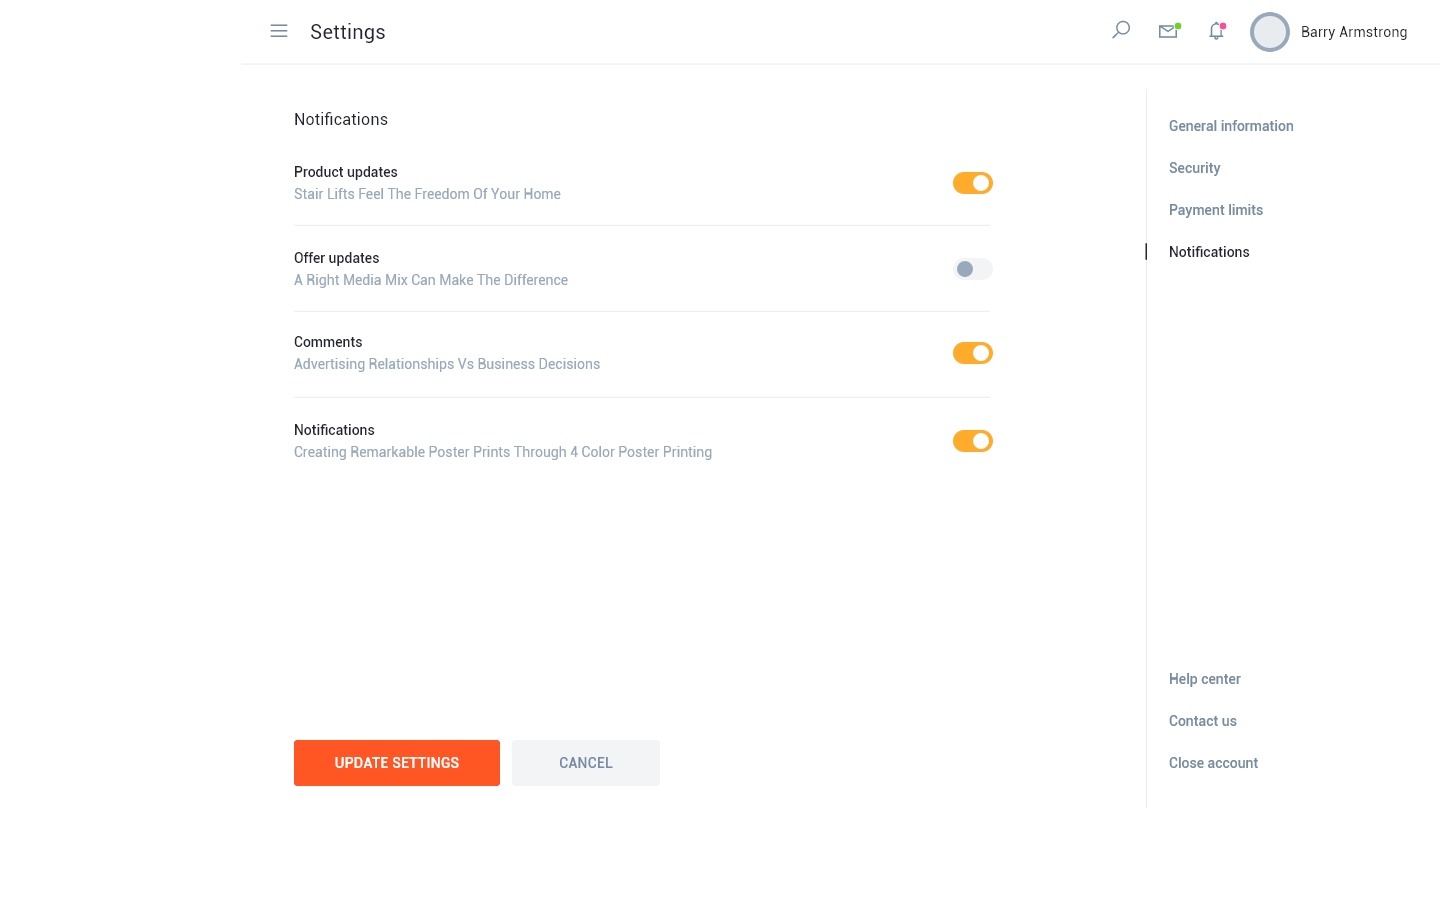 Settings
Barry Armstrong
Notifications
Product updates
Stair Lifts Feel The Freedom Of Your Home
Offer updates
A Right Media Mix Can Make The Difference
Comments
Advertising Relationships Vs Business Decisions
Notifications
Creating Remarkable Poster Prints Through 4 Color Poster Printing
UPDATE SETTINGS
CANCEL
General information
Security
Payment limits
Notifications
Help center
Contact us
Close account